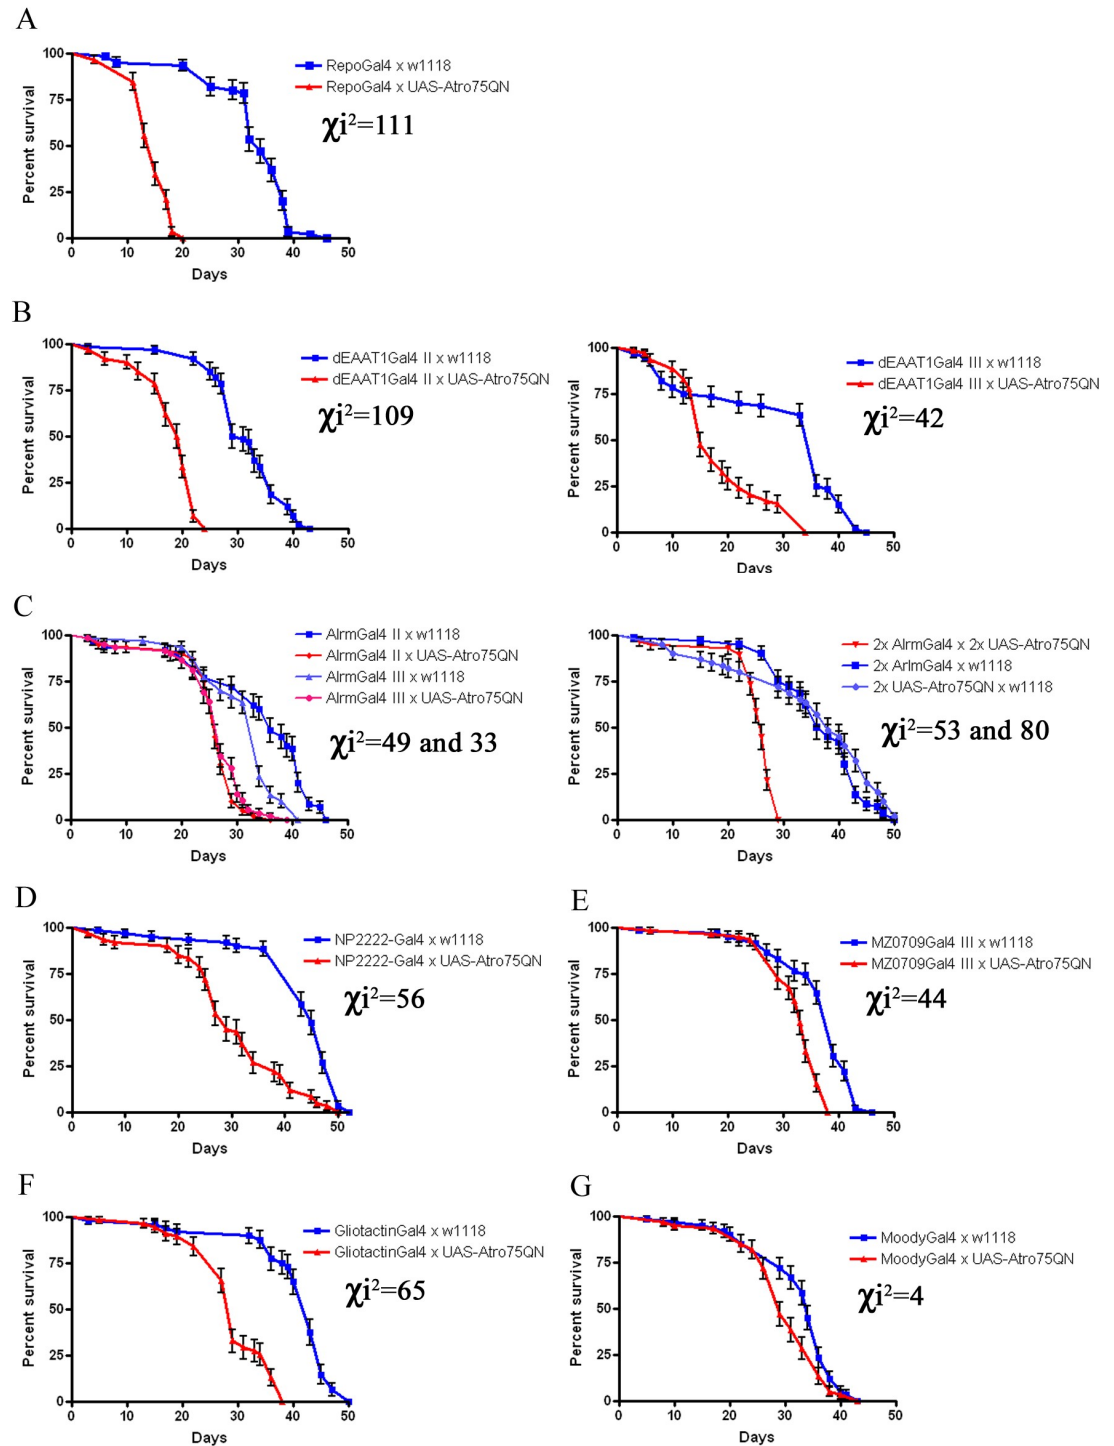 A
Percent survival
100
75
50
25
0
0 10 20 30 40 50
Days
RepoGal4 x w1118
RepoGal4 x UAS-Atro75QN
χi²=111
B
Percent survival
100
75
50
25
0
0 10 20 30 40 50
Days
dEAAT1Gal4 II x w1118
dEAAT1Gal4 II x UAS-Atro75QN
χi²=109
Percent survival
100
75
50
25
0
0 10 20 30 40 50
Days
dEAAT1Gal4 III x w1118
dEAAT1Gal4 III x UAS-Atro75QN
χi²=42
C
Percent survival
100
75
50
25
0
0 10 20 30 40 50
Days
AlrmGal4 II x w1118
AlrmGal4 II x UAS-Atro75QN
AlrmGal4 III x w1118
AlrmGal4 III x UAS-Atro75QN
χi²=49 and 33
Percent survival
100
75
50
25
0
0 10 20 30 40 50
Days
2x AlrmGal4 x 2x UAS-Atro75QN
2x ArlmGal4 x w1118
2x UAS-Atro75QN x w1118
χi²=53 and 80
D
Percent survival
100
75
50
25
0
0 10 20 30 40 50
Days
NP2222-Gal4 x w1118
NP2222-Gal4 x UAS-Atro75QN
χi²=56
E
Percent survival
100
75
50
25
0
0 10 20 30 40 50
Days
MZ0709Gal4 III x w1118
MZ0709Gal4 III x UAS-Atro75QN
χi²=44
F
Percent survival
100
75
50
25
0
0 10 20 30 40 50
Days
GliotactinGal4 x w1118
GliotactinGal4 x UAS-Atro75QN
χi²=65
G
Percent survival
100
75
50
25
0
0 10 20 30 40 50
Days
MoodyGal4 x w1118
MoodyGal4 x UAS-Atro75QN
χi²=4